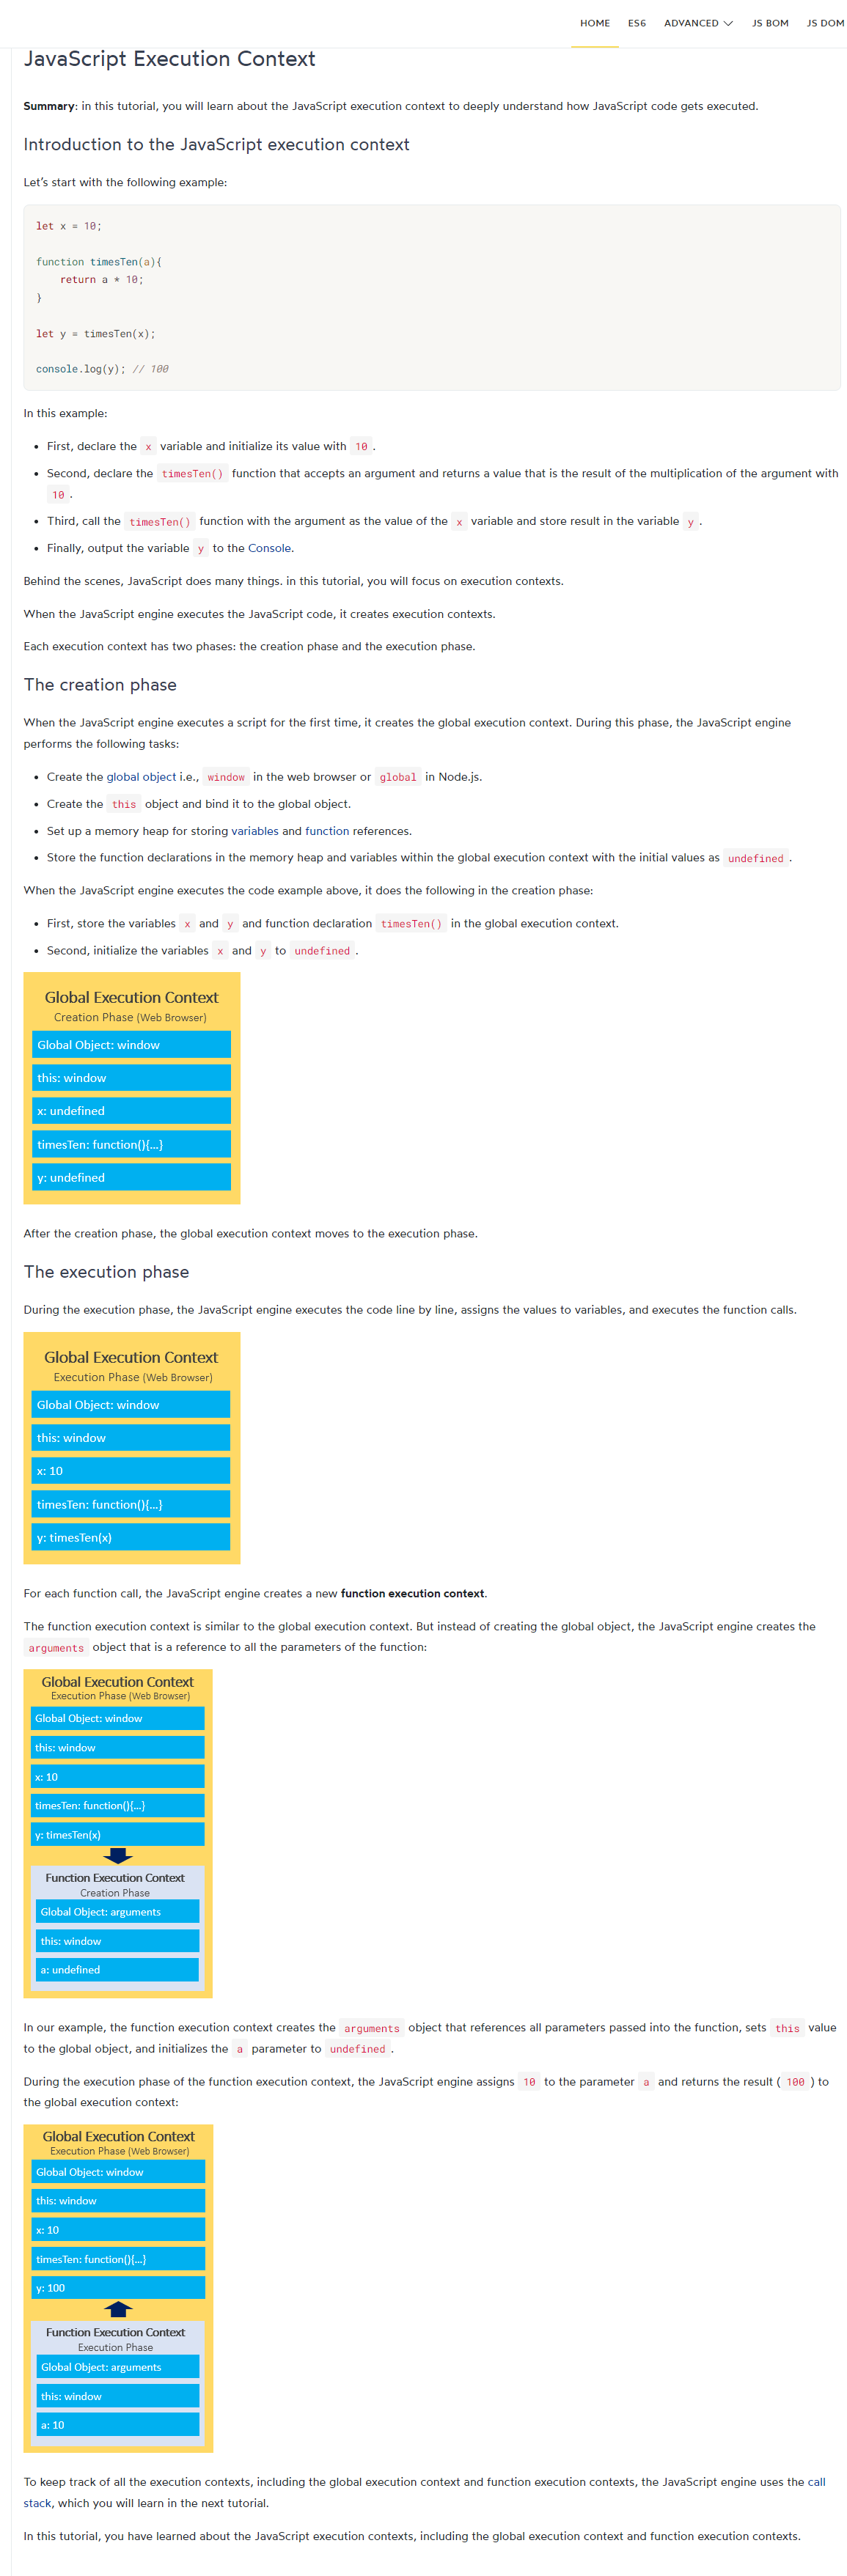 HOME ES6 ADVANCED JS BOM JS DOM
JavaScript Execution Context
Summary: in this tutorial, you will learn about the JavaScript execution context to deeply understand how JavaScript code gets executed.
Introduction to the JavaScript execution context
Let’s start with the following example:
let x = 10;
function timesTen(a){
    return a * 10;
}
let y = timesTen(x);
console.log(y); // 100
In this example:
• First, declare the x variable and initialize its value with 10 .
• Second, declare the timesTen() function that accepts an argument and returns a value that is the result of the multiplication of the argument with
10 .
• Third, call the timesTen() function with the argument as the value of the x variable and store result in the variable y .
• Finally, output the variable y to the Console.
Behind the scenes, JavaScript does many things. in this tutorial, you will focus on execution contexts.
When the JavaScript engine executes the JavaScript code, it creates execution contexts.
Each execution context has two phases: the creation phase and the execution phase.
The creation phase
When the JavaScript engine executes a script for the first time, it creates the global execution context. During this phase, the JavaScript engine
performs the following tasks:
• Create the global object i.e., window in the web browser or global in Node.js.
• Create the this object and bind it to the global object.
• Set up a memory heap for storing variables and function references.
• Store the function declarations in the memory heap and variables within the global execution context with the initial values as undefined .
When the JavaScript engine executes the code example above, it does the following in the creation phase:
• First, store the variables x and y and function declaration timesTen() in the global execution context.
• Second, initialize the variables x and y to undefined .
Global Execution Context
Creation Phase (Web Browser)
Global Object: window
this: window
x: undefined
timesTen: function(){...}
y: undefined
After the creation phase, the global execution context moves to the execution phase.
The execution phase
During the execution phase, the JavaScript engine executes the code line by line, assigns the values to variables, and executes the function calls.
Global Execution Context
Execution Phase (Web Browser)
Global Object: window
this: window
x: 10
timesTen: function(){...}
y: timesTen(x)
For each function call, the JavaScript engine creates a new function execution context.
The function execution context is similar to the global execution context. But instead of creating the global object, the JavaScript engine creates the
arguments object that is a reference to all the parameters of the function:
Global Execution Context
Execution Phase (Web Browser)
Global Object: window
this: window
x: 10
timesTen: function(){...}
y: timesTen(x)
Function Execution Context
Creation Phase
Global Object: arguments
this: window
a: undefined
In our example, the function execution context creates the arguments object that references all parameters passed into the function, sets this value
to the global object, and initializes the a parameter to undefined .
During the execution phase of the function execution context, the JavaScript engine assigns 10 to the parameter a and returns the result ( 100 ) to
the global execution context:
Global Execution Context
Execution Phase (Web Browser)
Global Object: window
this: window
x: 10
timesTen: function(){...}
y: 100
Function Execution Context
Execution Phase
Global Object: arguments
this: window
a: 10
To keep track of all the execution contexts, including the global execution context and function execution contexts, the JavaScript engine uses the call
stack, which you will learn in the next tutorial.
In this tutorial, you have learned about the JavaScript execution contexts, including the global execution context and function execution contexts.